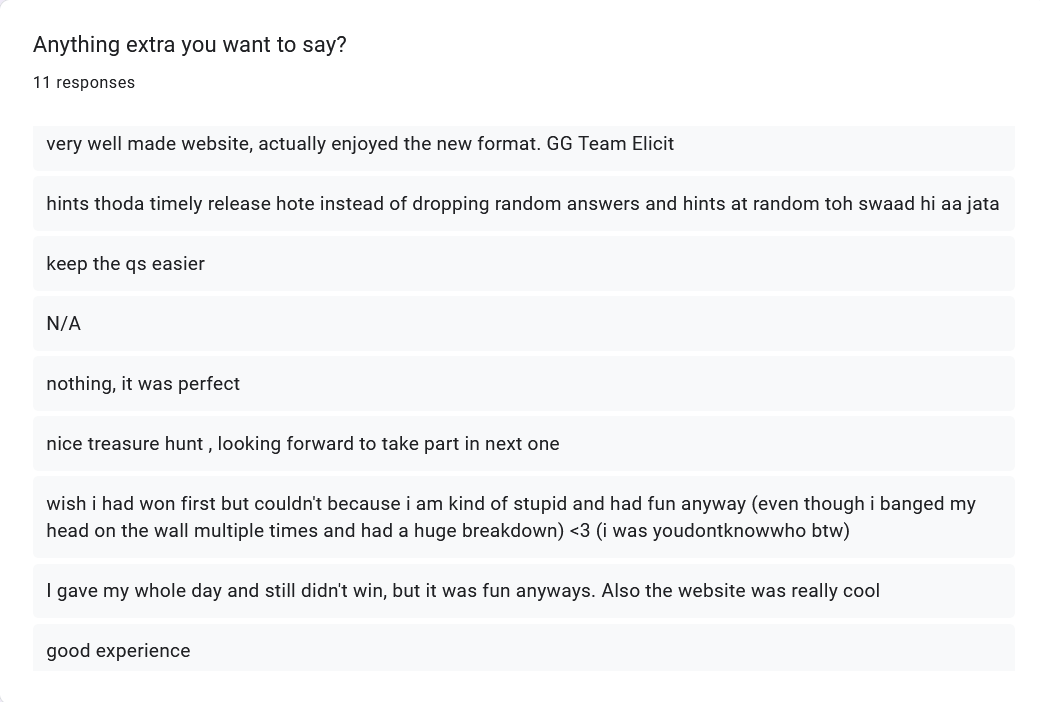 Anything extra you want to say?
11 responses
very well made website, actually enjoyed the new format. GG Team Elicit
hints thoda timely release hote instead of dropping random answers and hints at random toh swaad hi aa jata
keep the qs easier
N/A
nothing, it was perfect
nice treasure hunt , looking forward to take part in next one
wish i had won first but couldn't because i am kind of stupid and had fun anyway (even though i banged my
head on the wall multiple times and had a huge breakdown) <3 (i was youdontknowwho btw)
I gave my whole day and still didn't win, but it was fun anyways. Also the website was really cool
good experience